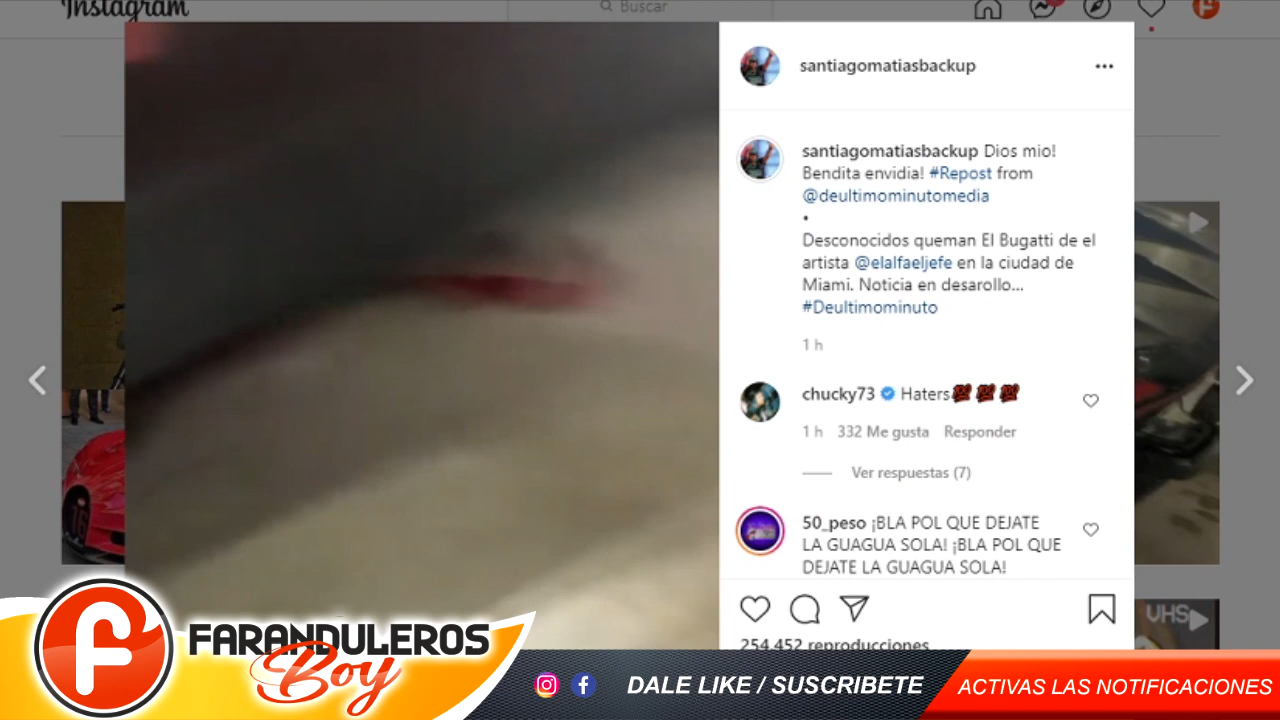 Instagram
Buscar
santiagomatiasbackup
santiagomatiasbackup Dios mio!
Bendita envidia! #Repost from
@deultimominutomedia
•
Desconocidos queman El Bugatti de el
artista @elalfaeljefe en la ciudad de
Miami. Noticia en desarollo...
#Deultimominuto
1 h
chucky73 Haters💯 💯 💯
1 h 332 Me gusta Responder
Ver respuestas (7)
50_peso ¡BLA POL QUE DEJATE
LA GUAGUA SOLA! ¡BLA POL QUE
DEJATE LA GUAGUA SOLA!
254,452 reproducciones
VHS
FARANDULEROS
Boy
DALE LIKE / SUSCRIBETE
ACTIVAS LAS NOTIFICACIONES